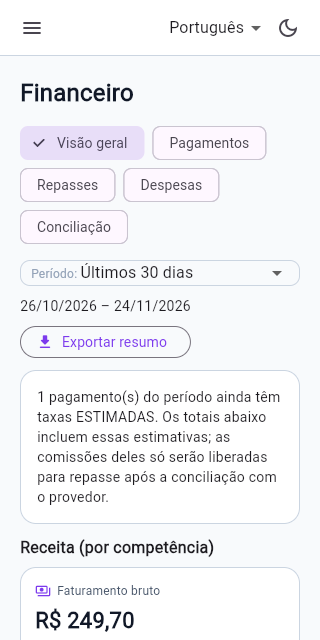 Português
Financeiro
Visão geral
Pagamentos
Repasses
Despesas
Conciliação
Período: Últimos 30 dias
26/10/2026 – 24/11/2026
Exportar resumo
1 pagamento(s) do período ainda têm
taxas ESTIMADAS. Os totais abaixo
incluem essas estimativas; as
comissões deles só serão liberadas
para repasse após a conciliação com
o provedor.
Receita (por competência)
Faturamento bruto
R$ 249,70